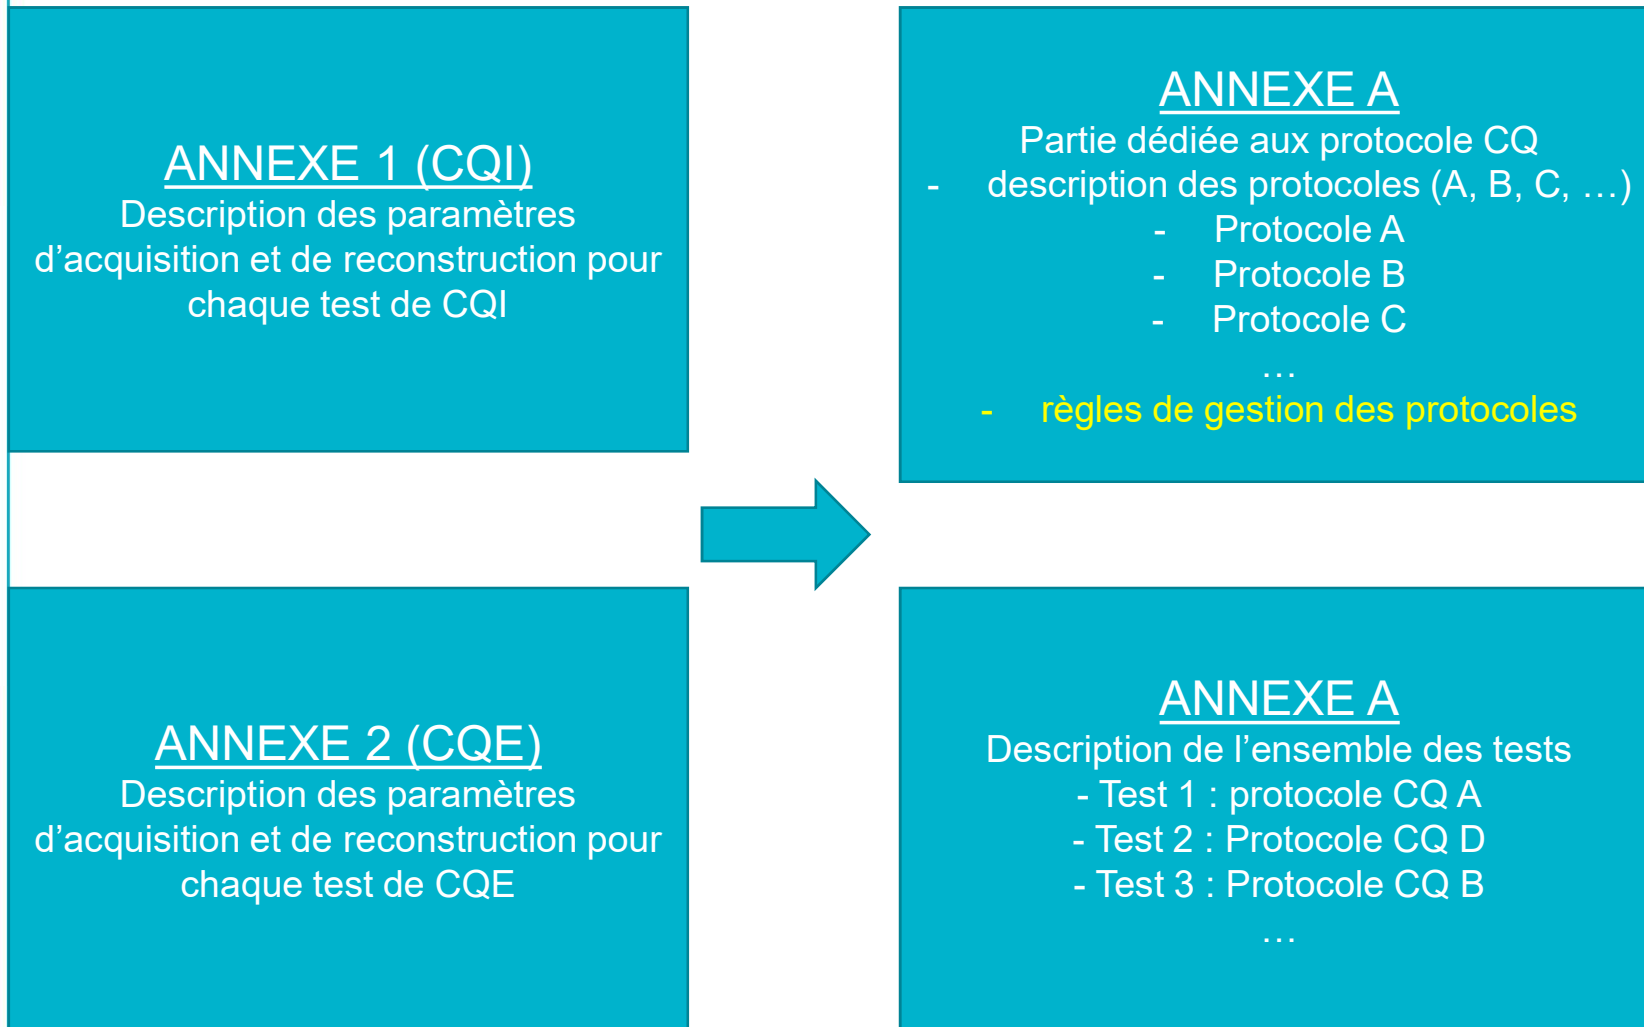 ANNEXE 1 (CQI)
Description des paramètres
d’acquisition et de reconstruction pour
chaque test de CQI
ANNEXE 2 (CQE)
Description des paramètres
d’acquisition et de reconstruction pour
chaque test de CQE
ANNEXE A
Partie dédiée aux protocole CQ
- description des protocoles (A, B, C, …)
- Protocole A
- Protocole B
- Protocole C
…
- règles de gestion des protocoles
ANNEXE A
Description de l’ensemble des tests
- Test 1 : protocole CQ A
- Test 2 : Protocole CQ D
- Test 3 : Protocole CQ B
…